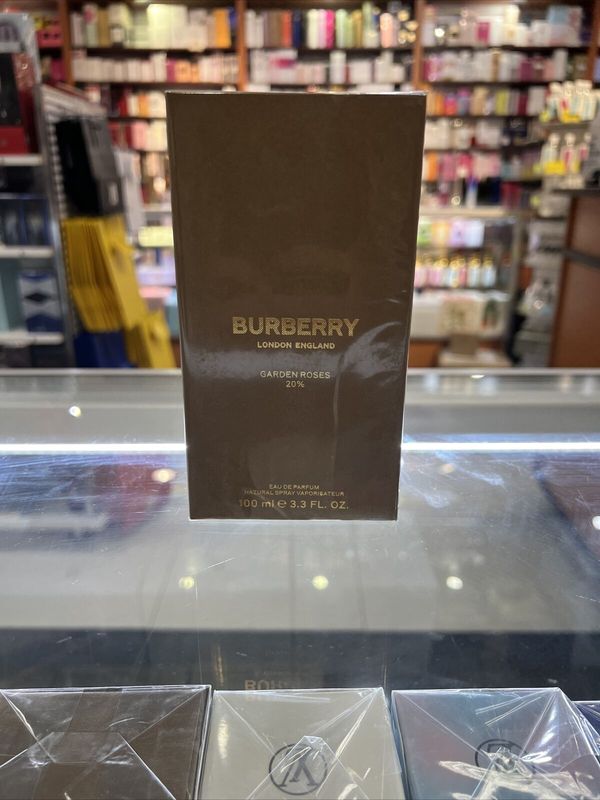 BURBERRY
LONDON ENGLAND
GARDEN ROSES
20%
EAU DE PARFUM
NATURAL SPRAY VAPORISATEUR
100 ml e 3.3 FL. OZ.